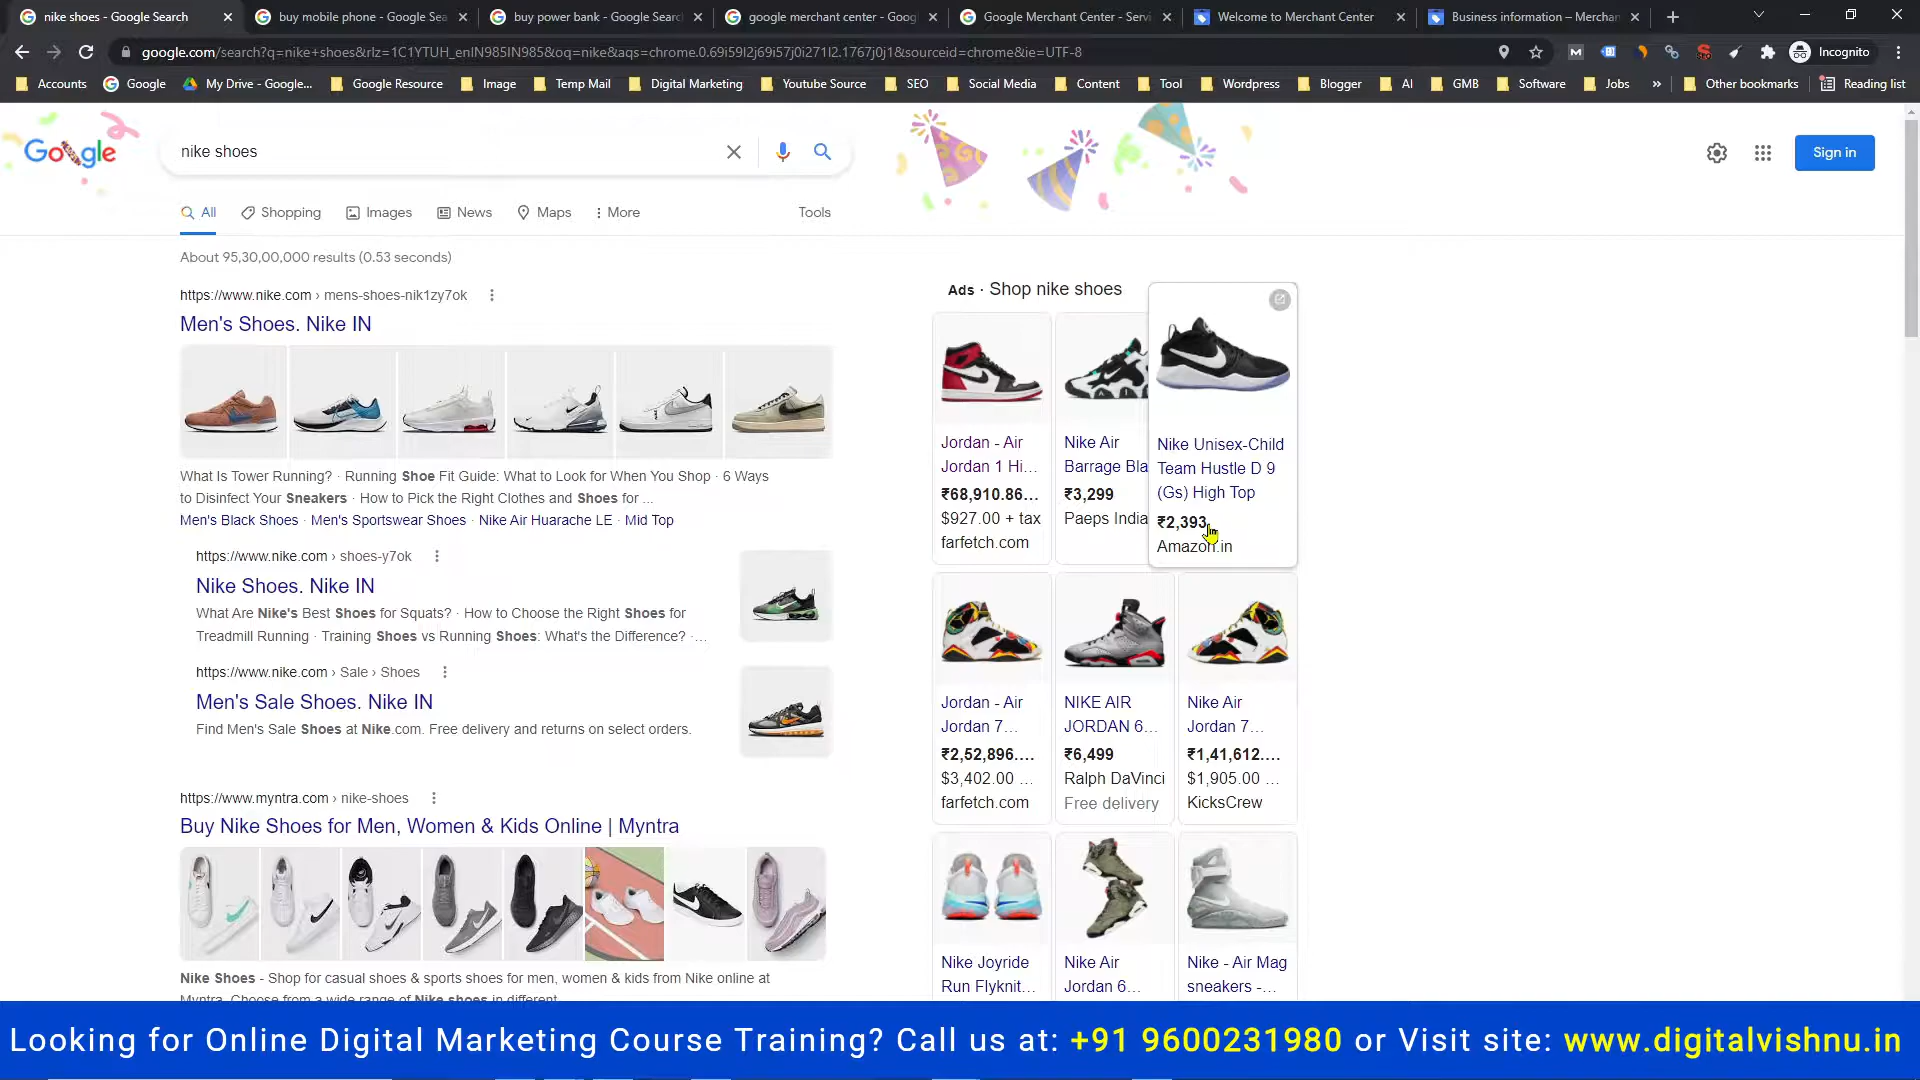 nike shoes - Google Search
buy mobile phone - Google Sea
buy power bank - Google Searc
google merchant center - Goog
Google Merchant Center - Servi
Welcome to Merchant Center
Business information – Merchan
google.com/search?q=nike+shoes&rlz=1C1YTUH_enIN985IN985&oq=nike&aqs=chrome.0.69i59l2j69i57j0i271l2.1767j0j1&sourceid=chrome&ie=UTF-8
Incognito
Accounts
Google
My Drive - Google...
Google Resource
Image
Temp Mail
Digital Marketing
Youtube Source
SEO
Social Media
Content
Tool
Wordpress
Blogger
AI
GMB
Software
Jobs
»
Other bookmarks
Reading list
Google
nike shoes
Sign in
All
Shopping
Images
News
Maps
More
Tools
About 95,30,00,000 results (0.53 seconds)
https://www.nike.com › mens-shoes-nik1zy7ok
Men's Shoes. Nike IN
What Is Tower Running? · Running Shoe Fit Guide: What to Look for When You Shop · 6 Ways
to Disinfect Your Sneakers · How to Pick the Right Clothes and Shoes for ...
Men's Black Shoes · Men's Sportswear Shoes · Nike Air Huarache LE · Mid Top
https://www.nike.com › shoes-y7ok
Nike Shoes. Nike IN
What Are Nike's Best Shoes for Squats? · How to Choose the Right Shoes for
Treadmill Running · Training Shoes vs Running Shoes: What's the Difference? · ...
https://www.nike.com › Sale › Shoes
Men's Sale Shoes. Nike IN
Find Men's Sale Shoes at Nike.com. Free delivery and returns on select orders.
https://www.myntra.com › nike-shoes
Buy Nike Shoes for Men, Women & Kids Online | Myntra
Nike Shoes - Shop for casual shoes & sports shoes for men, women & kids from Nike online at
Myntra. Choose from a wide range of Nike shoes in different
Ads · Shop nike shoes
Jordan - Air
Jordan 1 Hi...
₹68,910.86...
$927.00 + tax
farfetch.com
Nike Air
Barrage Bla
₹3,299
Paeps India
Nike Unisex-Child
Team Hustle D 9
(Gs) High Top
₹2,393
Amazon.in
Jordan - Air
Jordan 7...
₹2,52,896....
$3,402.00 ...
farfetch.com
NIKE AIR
JORDAN 6...
₹6,499
Ralph DaVinci
Free delivery
Nike Air
Jordan 7...
₹1,41,612....
$1,905.00 ...
KicksCrew
Nike Joyride
Run Flyknit...
Nike Air
Jordan 6...
Nike - Air Mag
sneakers -...
Looking for Online Digital Marketing Course Training? Call us at: +91 9600231980 or Visit site: www.digitalvishnu.in